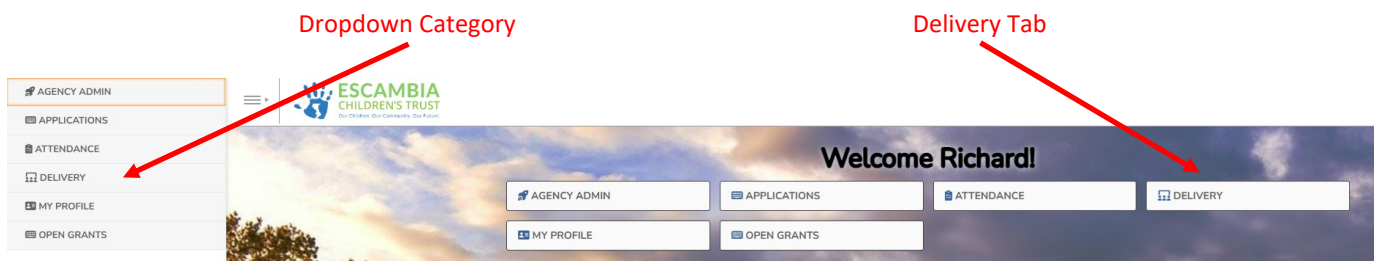 Dropdown Category
Delivery Tab
AGENCY ADMIN
APPLICATIONS
ATTENDANCE
DELIVERY
MY PROFILE
OPEN GRANTS
ESCAMBIA
CHILDREN'S TRUST
Our Children. Our Community. Our Future.
Welcome Richard!
AGENCY ADMIN
APPLICATIONS
ATTENDANCE
DELIVERY
MY PROFILE
OPEN GRANTS